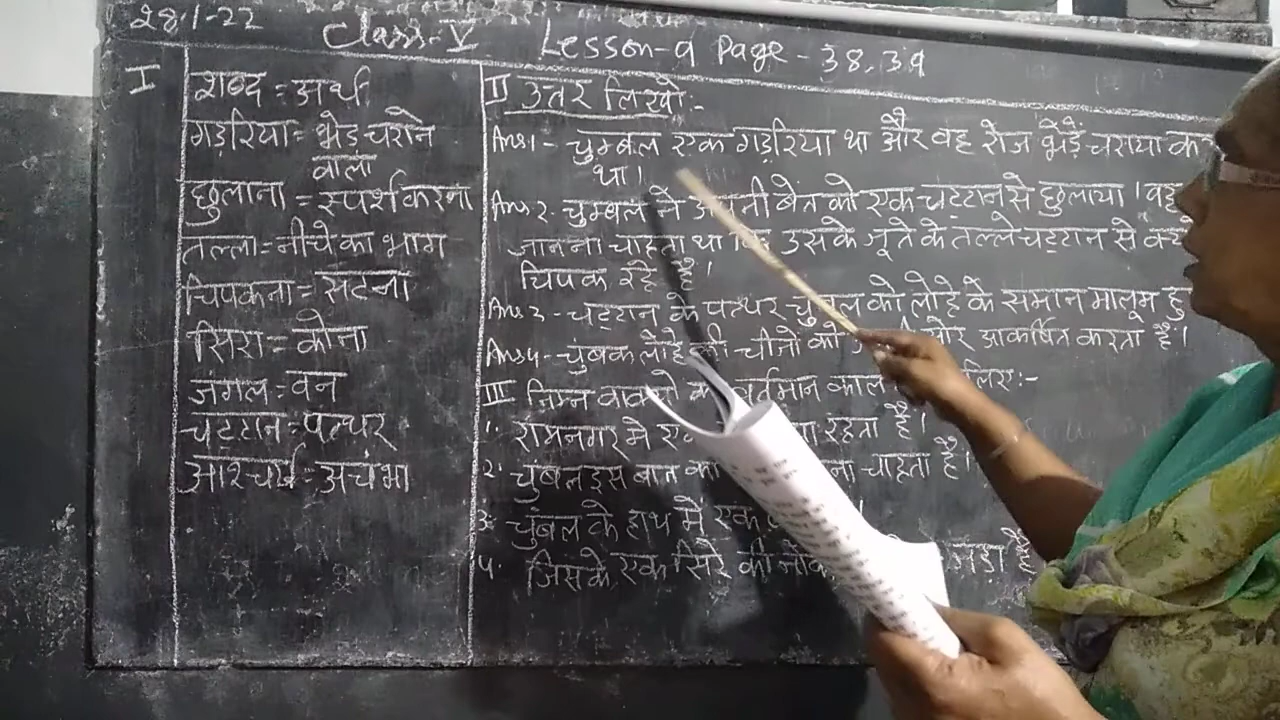 28.1-22
Class-V Lesson-9 Page-38,39
I
शब्द = अर्थ
गड़रिया = भेड़ चराने
वाला
छुलाना = स्पर्श करना
तल्ला = नीचे का भाग
चिपकना = सटना
सिरा = कोना
जंगल = वन
चट्टान = पत्थर
आश्चर्य = अचंभा
II उत्तर लिखो:-
Ans1- चुम्बल एक गड़रिया था और वह रोज भेड़ें चराया
था।
Ans2- चुम्बल ने अपनी बेंत को एक चट्टान से छुलाया। वह
जानना चाहता था कि उसके जूते के तल्ले चट्टान से
चिपक रहे हैं।
Ans3- चट्टान के पत्थर चुंबल को लोहे के समान मालूम
Ans4- चुंबक लोहे की चीजों को ओर आकर्षित करता है।
III निम्न वाक्यों वर्तमान काल लिए:-
1. रामनगर में एक रहता है।
2. चुंबल इस बात का चाहता है।
3. चुंबल के हाथ में एक
4. जिसके एक सिरे की जड़ा है